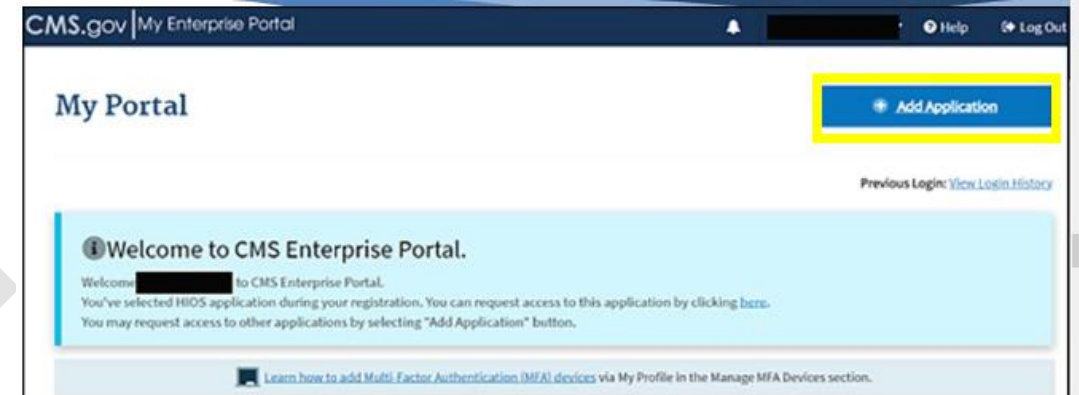 CMS.gov My Enterprise Portal
Help
Log Out
My Portal
Add Application
Previous Login: View Login History
Welcome to CMS Enterprise Portal.
Welcome to CMS Enterprise Portal.
You've selected HIOS application during your registration. You can request access to this application by clicking here.
You may request access to other applications by selecting "Add Application" button.
Learn how to add Multi-Factor Authentication (MFA) devices via My Profile in the Manage MFA Devices section.